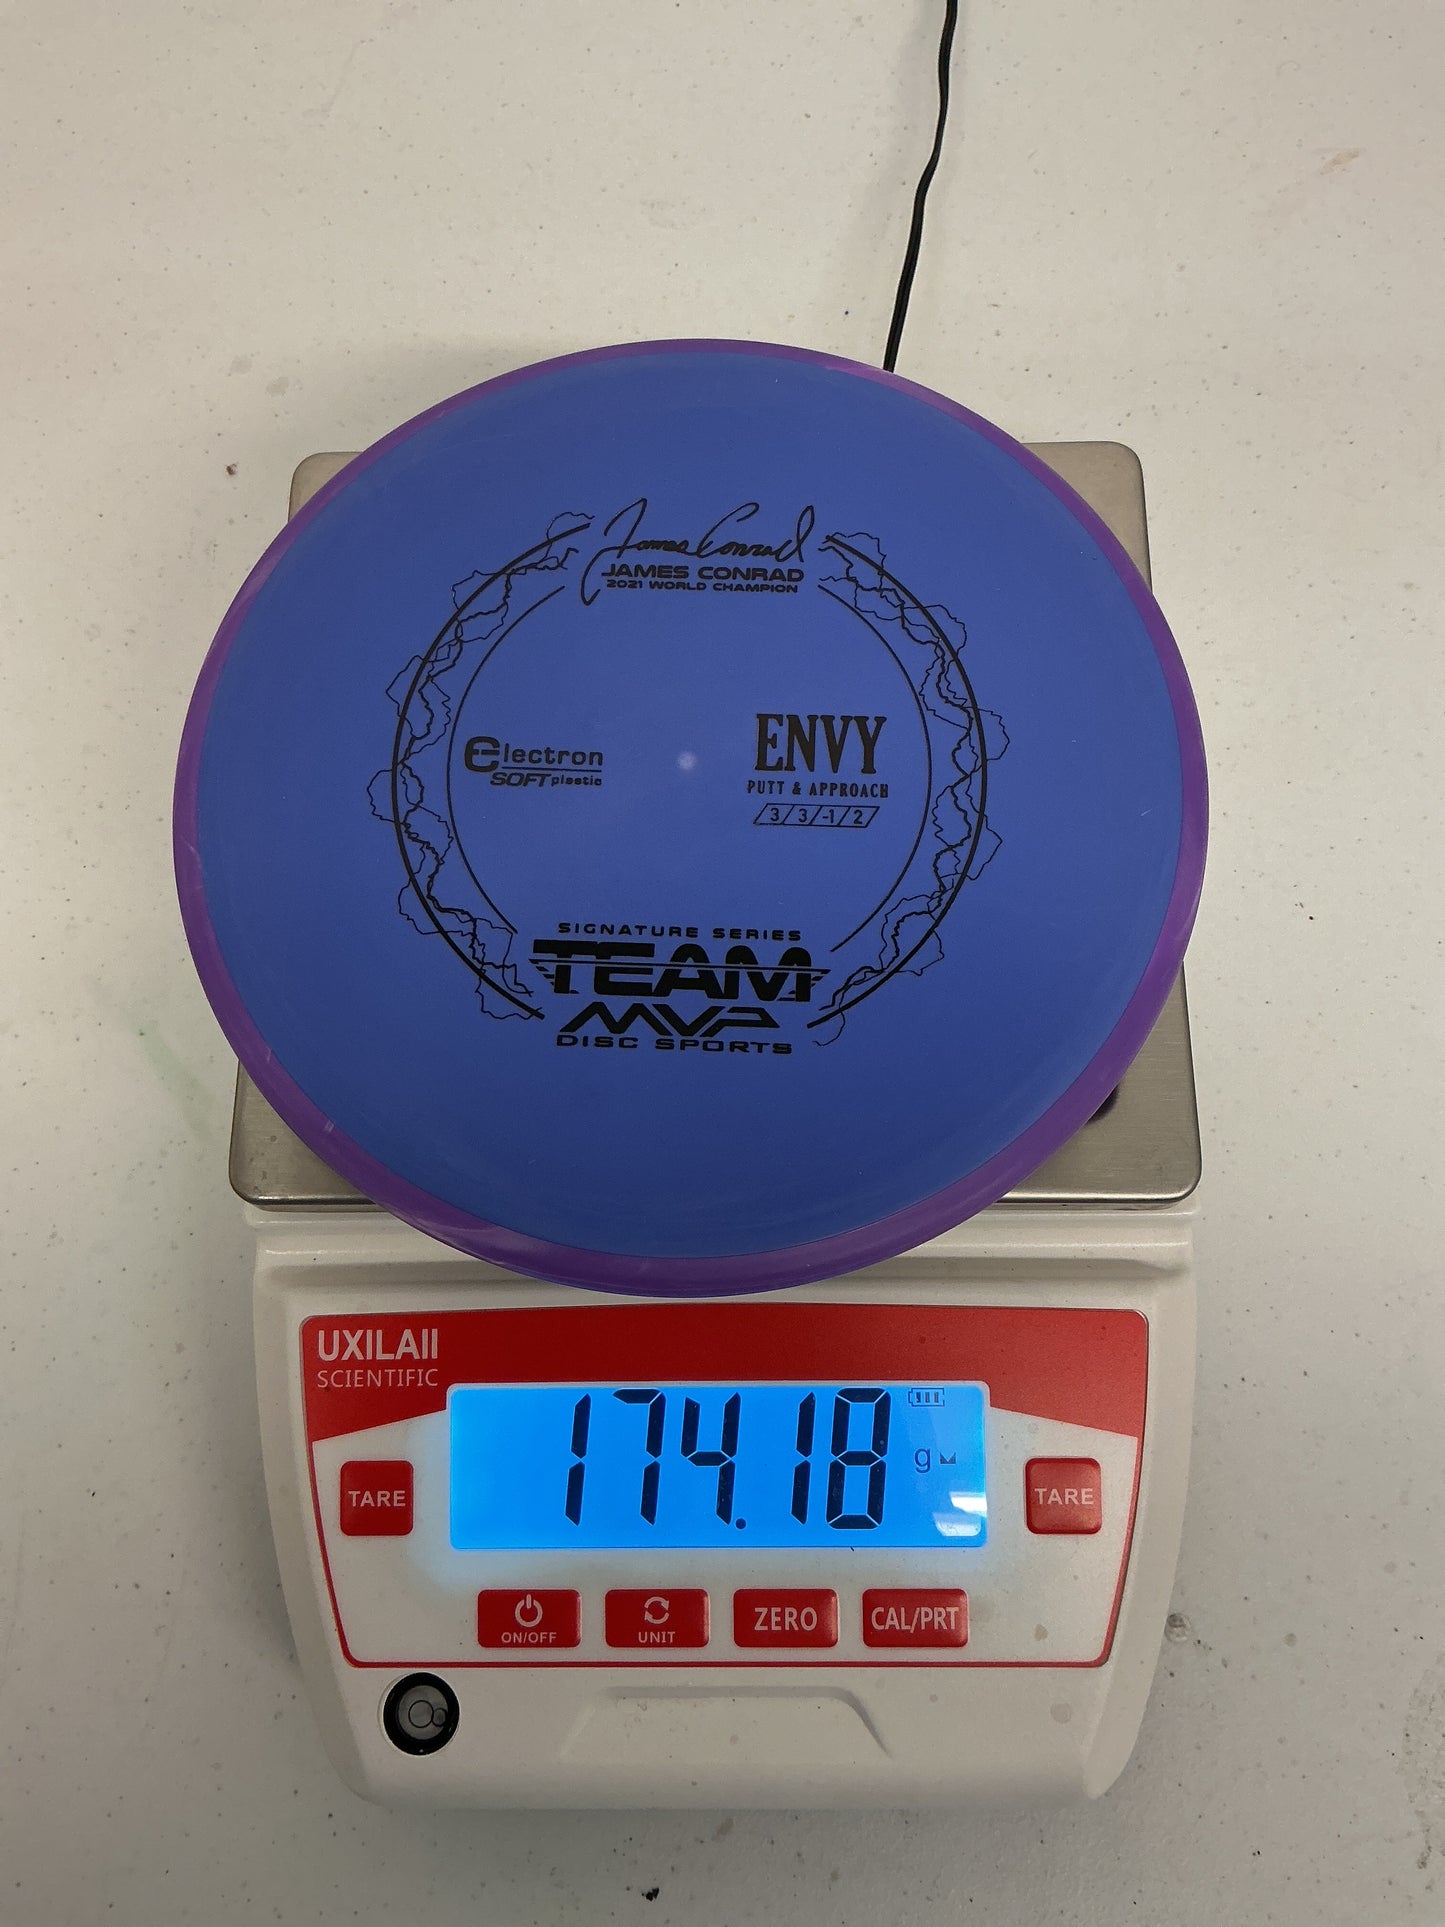 James Conrad
JAMES CONRAD
2021 WORLD CHAMPION
Electron
SOFT plastic
ENVY
PUTT & APPROACH
3/3/-1/2
SIGNATURE SERIES
TEAM
MVP
DISC SPORTS
UXILAII
SCIENTIFIC
174.18 g
TARE
TARE
ON/OFF
UNIT
ZERO
CAL/PRT